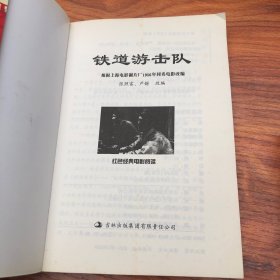 铁道游击队
根据上海电影制片厂1956年同名电影改编
改编
红色经典电影阅读
吉林出版集团有限责任公司